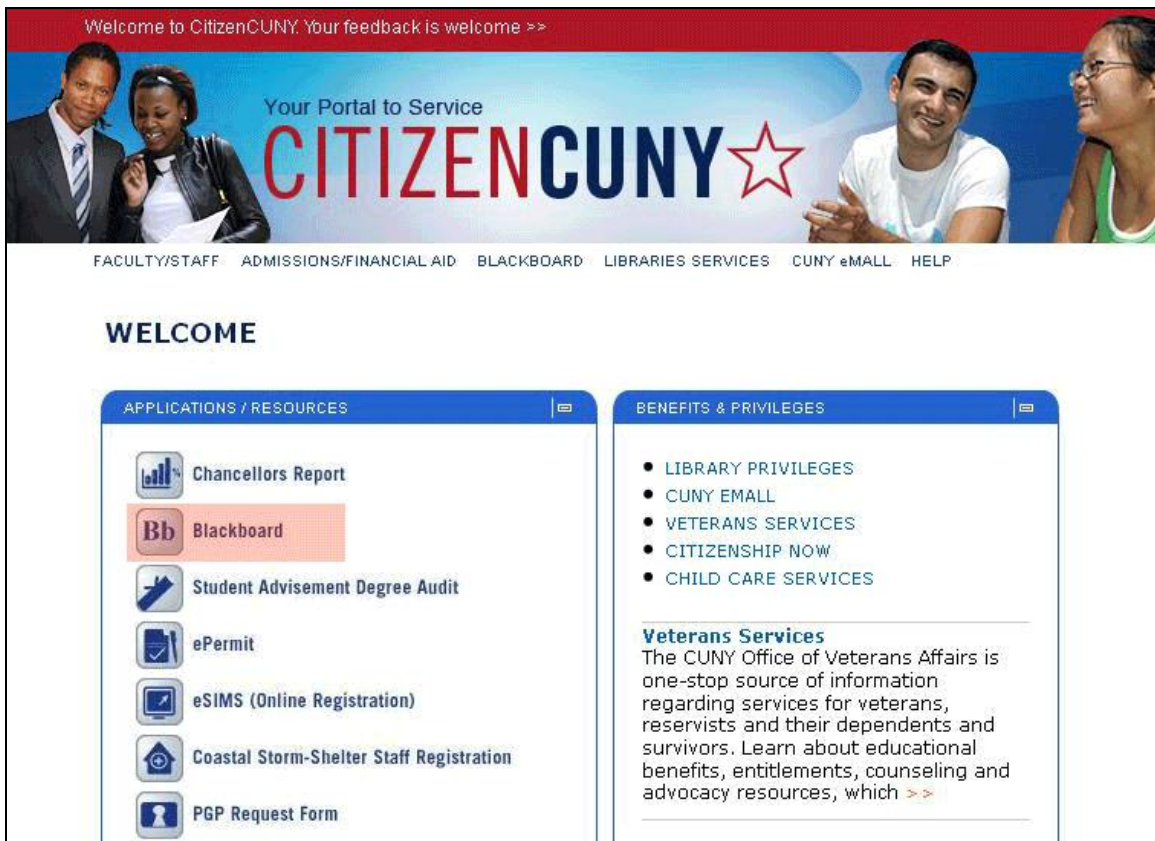 Welcome to CitizenCUNY. Your feedback is welcome >>
Your Portal to Service
CITIZENCUNY
FACULTY/STAFF ADMISSIONS/FINANCIAL AID BLACKBOARD LIBRARIES SERVICES CUNY eMALL HELP
WELCOME
APPLICATIONS / RESOURCES
Chancellors Report
Bb Blackboard
Student Advisement Degree Audit
ePermit
eSIMS (Online Registration)
Coastal Storm-Shelter Staff Registration
PGP Request Form
BENEFITS & PRIVILEGES
• LIBRARY PRIVILEGES
• CUNY EMALL
• VETERANS SERVICES
• CITIZENSHIP NOW
• CHILD CARE SERVICES
Veterans Services
The CUNY Office of Veterans Affairs is
one-stop source of information
regarding services for veterans,
reservists and their dependents and
survivors. Learn about educational
benefits, entitlements, counseling and
advocacy resources, which >>